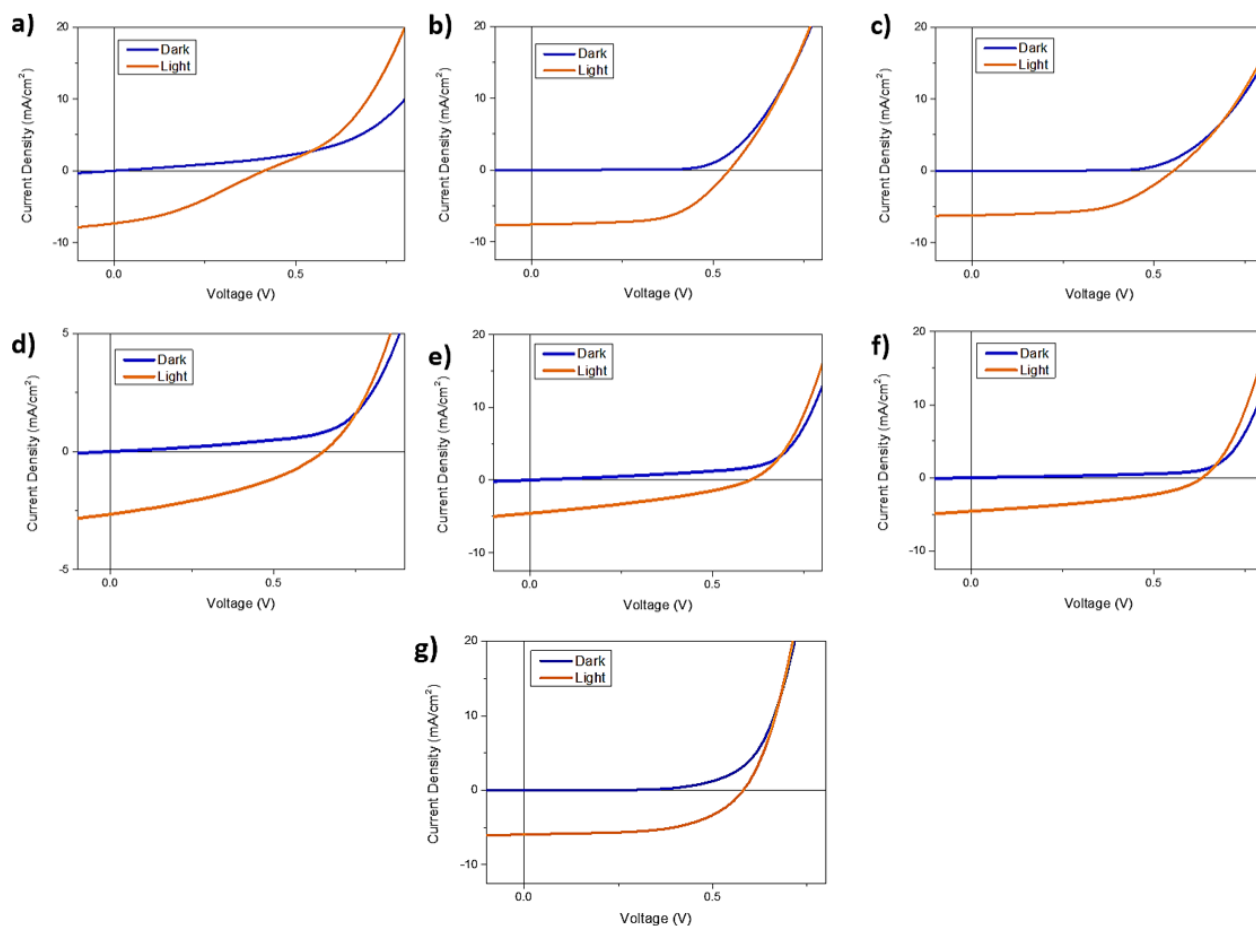 a)
20
10
0
-10
Dark
Light
Current Density (mA/cm²)
0.0
0.5
Voltage (V)
b)
20
10
0
-10
Dark
Light
Current Density (mA/cm²)
0.0
0.5
Voltage (V)
c)
20
10
0
-10
Dark
Light
Current Density (mA/cm²)
0.0
0.5
Voltage (V)
d)
5
0
-5
Dark
Light
Current Density (mA/cm²)
0.0
0.5
Voltage (V)
e)
20
10
0
-10
Dark
Light
Current Density (mA/cm²)
0.0
0.5
Voltage (V)
f)
20
10
0
-10
Dark
Light
Current Density (mA/cm²)
0.0
0.5
Voltage (V)
g)
20
10
0
-10
Dark
Light
Current Density (mA/cm²)
0.0
0.5
Voltage (V)